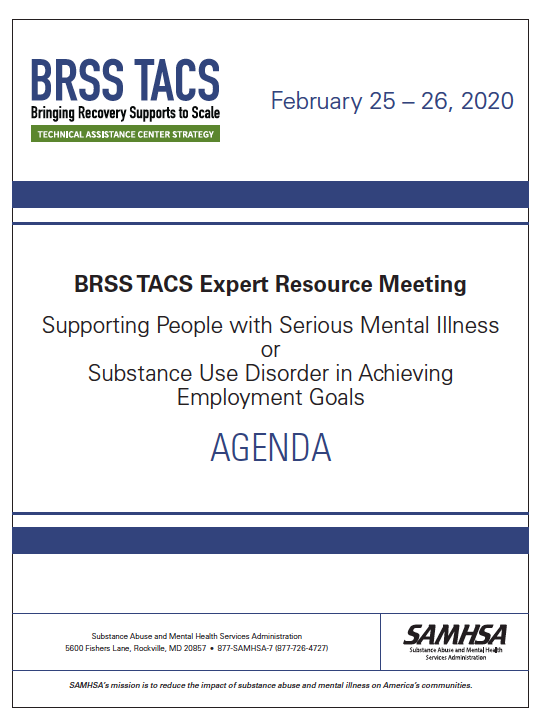 BRSS TACS
Bringing Recovery Supports to Scale
TECHNICAL ASSISTANCE CENTER STRATEGY
February 25 – 26, 2020
BRSS TACS Expert Resource Meeting
Supporting People with Serious Mental Illness
or
Substance Use Disorder in Achieving
Employment Goals
AGENDA
Substance Abuse and Mental Health Services Administration
5600 Fishers Lane, Rockville, MD 20857 • 877-SAMHSA-7 (877-726-4727)
SAMHSA
Substance Abuse and Mental Health
Services Administration
SAMHSA's mission is to reduce the impact of substance abuse and mental illness on America's communities.